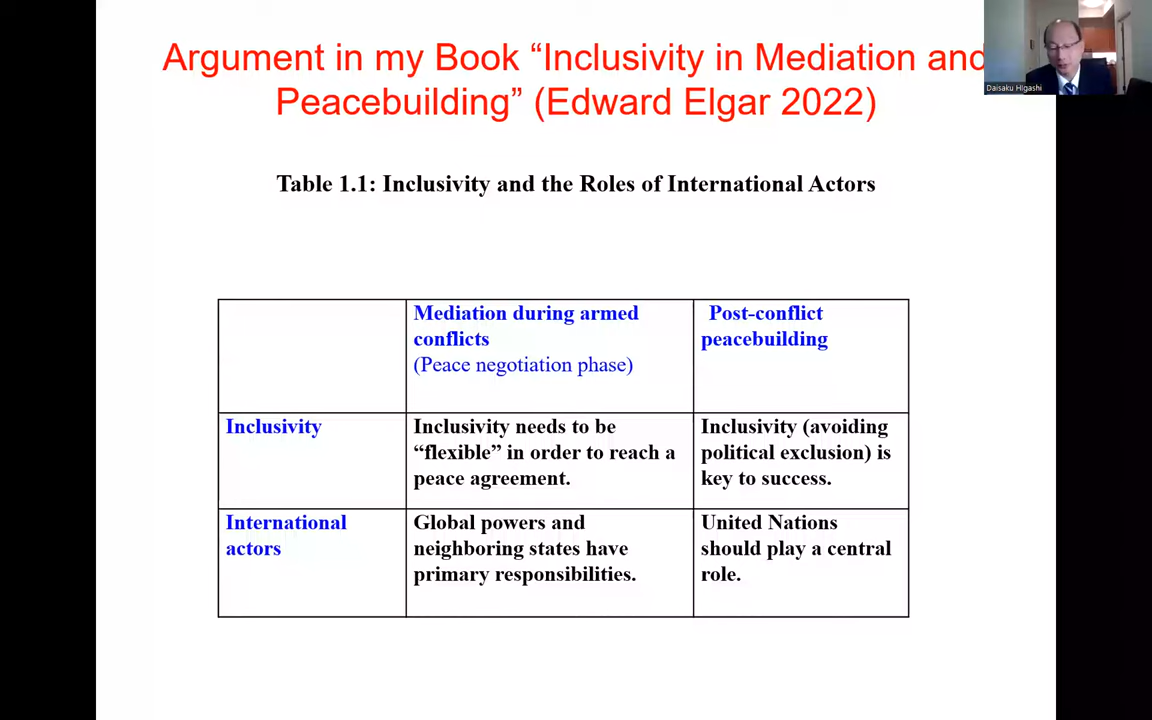 Argument in my Book “Inclusivity in Mediation and
Peacebuilding” (Edward Elgar 2022)
Daisaku Higashi
Table 1.1: Inclusivity and the Roles of International Actors
Mediation during armed
conflicts
(Peace negotiation phase)
Post-conflict
peacebuilding
Inclusivity
Inclusivity needs to be
“flexible” in order to reach a
peace agreement.
Inclusivity (avoiding
political exclusion) is
key to success.
International
actors
Global powers and
neighboring states have
primary responsibilities.
United Nations
should play a central
role.